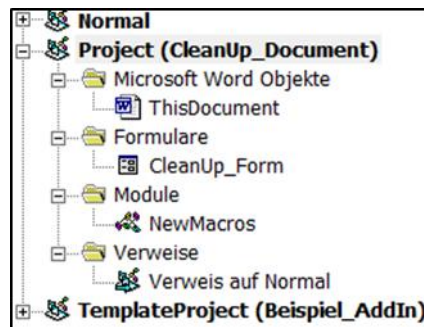 Normal
Project (CleanUp_Document)
Microsoft Word Objekte
ThisDocument
Formulare
CleanUp_Form
Module
NewMacros
Verweise
Verweis auf Normal
TemplateProject (Beispiel_AddIn)